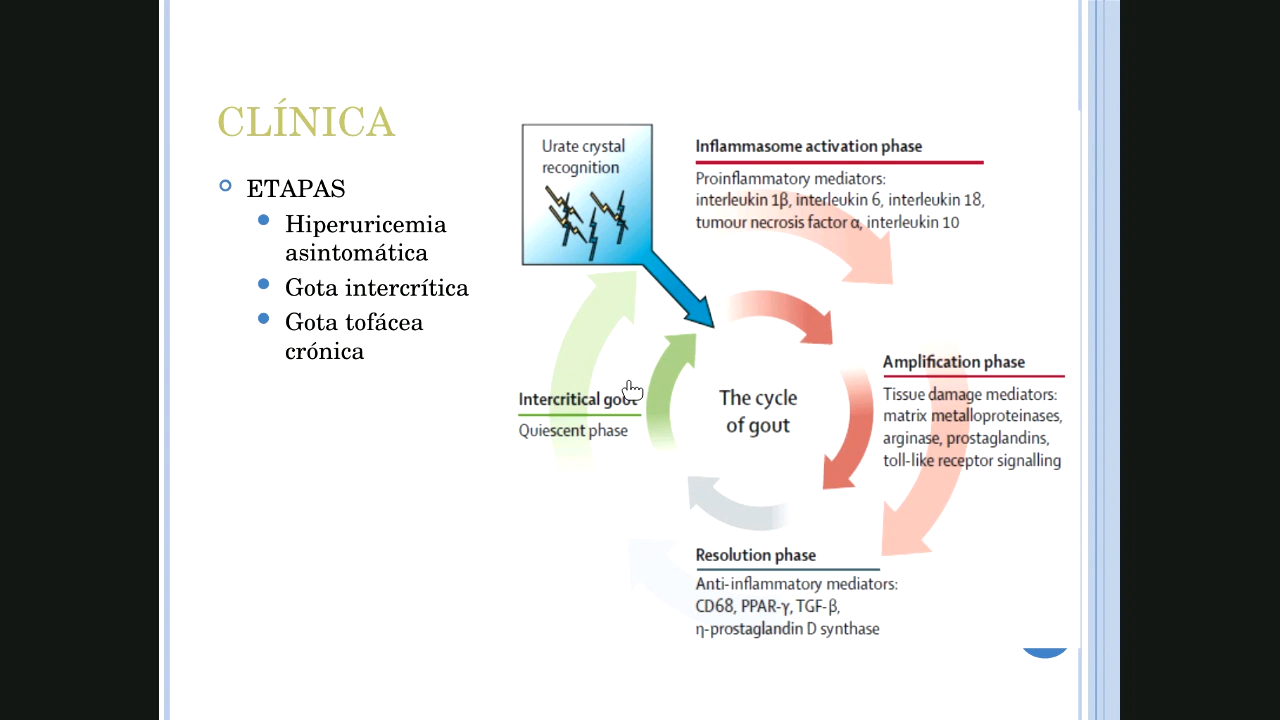 CLÍNICA
ETAPAS
Hiperuricemia
asintomática
Gota intercrítica
Gota tofácea
crónica
Urate crystal
recognition
Inflammasome activation phase
Proinflammatory mediators:
interleukin 1β, interleukin 6, interleukin 18,
tumour necrosis factor α, interleukin 10
Amplification phase
Tissue damage mediators:
matrix metalloproteinases,
arginase, prostaglandins,
toll-like receptor signalling
The cycle
of gout
Intercritical gout
Quiescent phase
Resolution phase
Anti-inflammatory mediators:
CD68, PPAR-γ, TGF-β,
η-prostaglandin D synthase